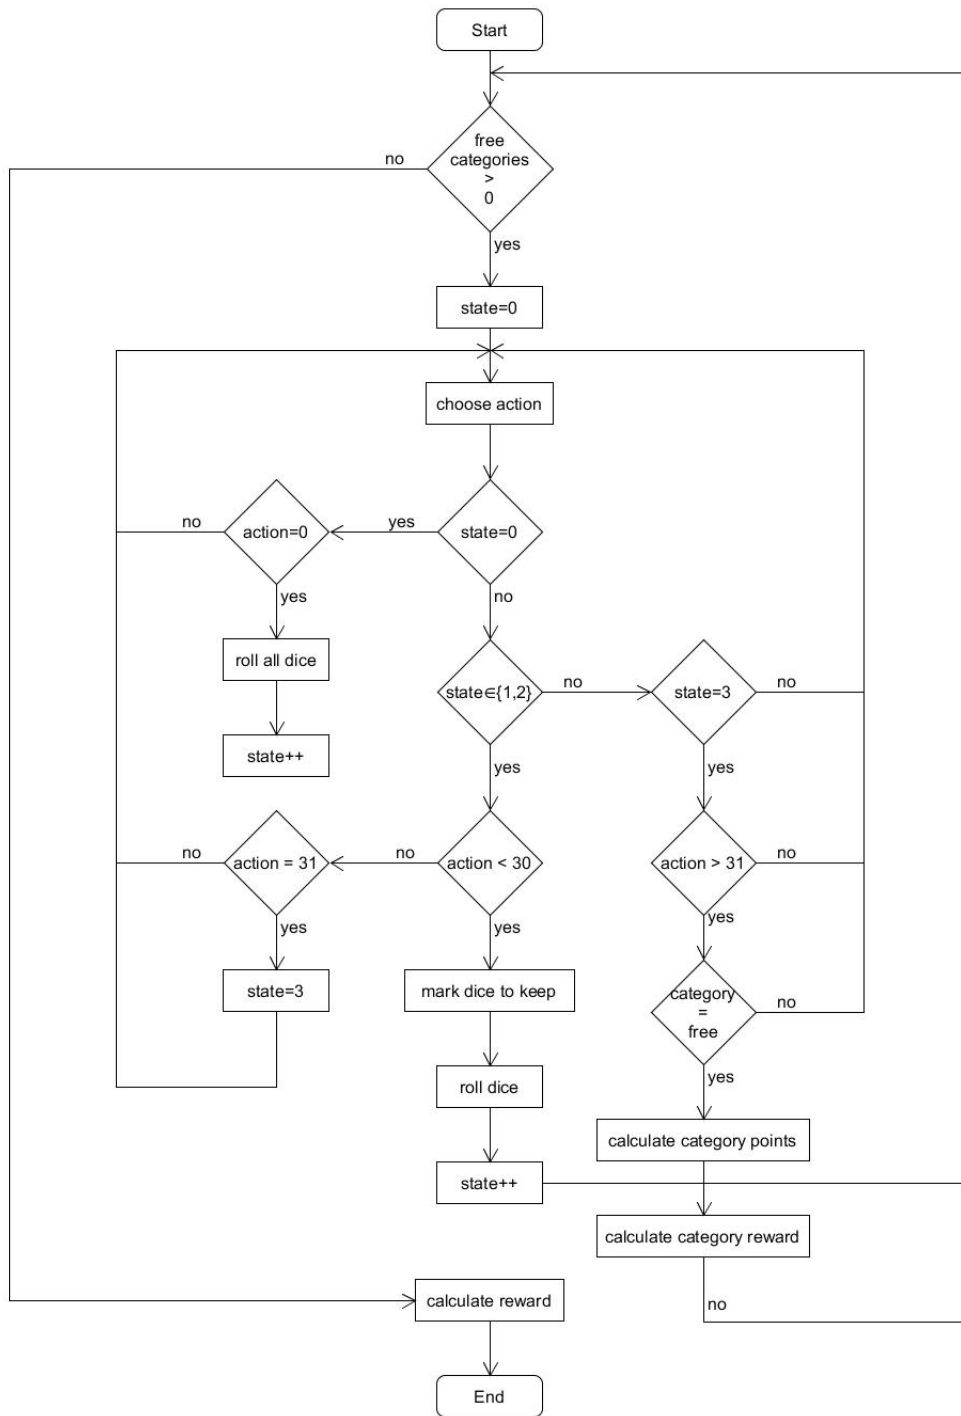 Start
free
categories
>
0
no
yes
state=0
choose action
state=0
yes
no
action=0
no
yes
roll all dice
state++
state∈{1,2}
no
yes
state=3
no
yes
action < 30
no
yes
action = 31
no
yes
state=3
action > 31
no
yes
mark dice to keep
category
=
free
no
yes
roll dice
calculate category points
state++
calculate category reward
no
calculate reward
End